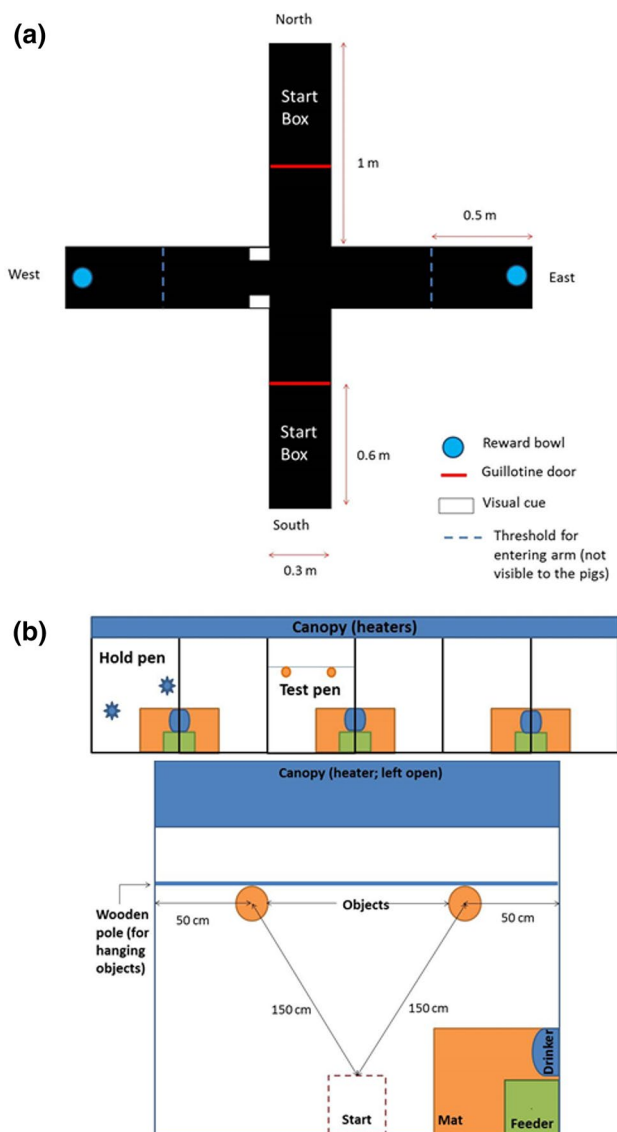 (a)
North
Start
Box
1 m
0.5 m
West
East
Start
Box
0.6 m
South
0.3 m
Reward bowl
Guillotine door
Visual cue
Threshold for
entering arm (not
visible to the pigs)
(b)
Canopy (heaters)
Hold pen
Test pen
Canopy (heater; left open)
Wooden
pole (for
hanging
objects)
50 cm
Objects
50 cm
150 cm
150 cm
Start
Mat
Drinker
Feeder